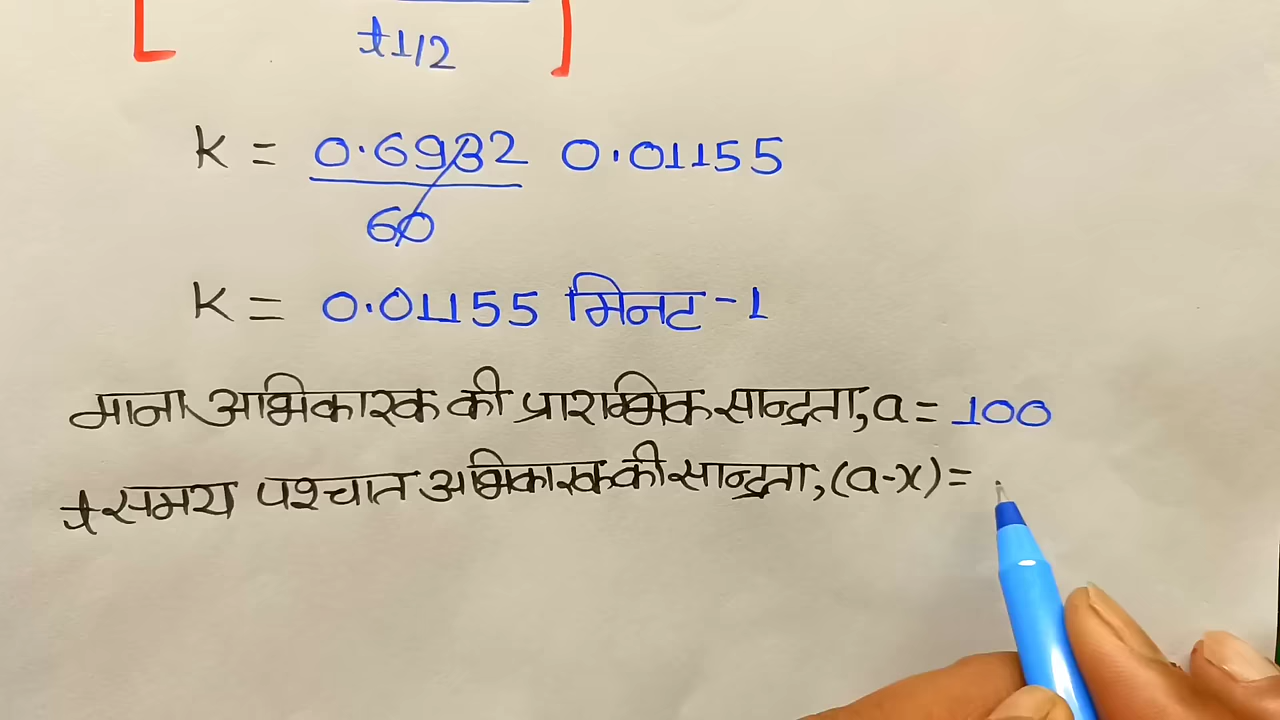 t1/2
K = 0.6932 0.01155
60
K = 0.01155 मिनट-1
माना अभिकारक की प्रारम्भिक सान्द्रता, a = 100
t समय पश्चात अभिकारक की सान्द्रता, (a-x) =